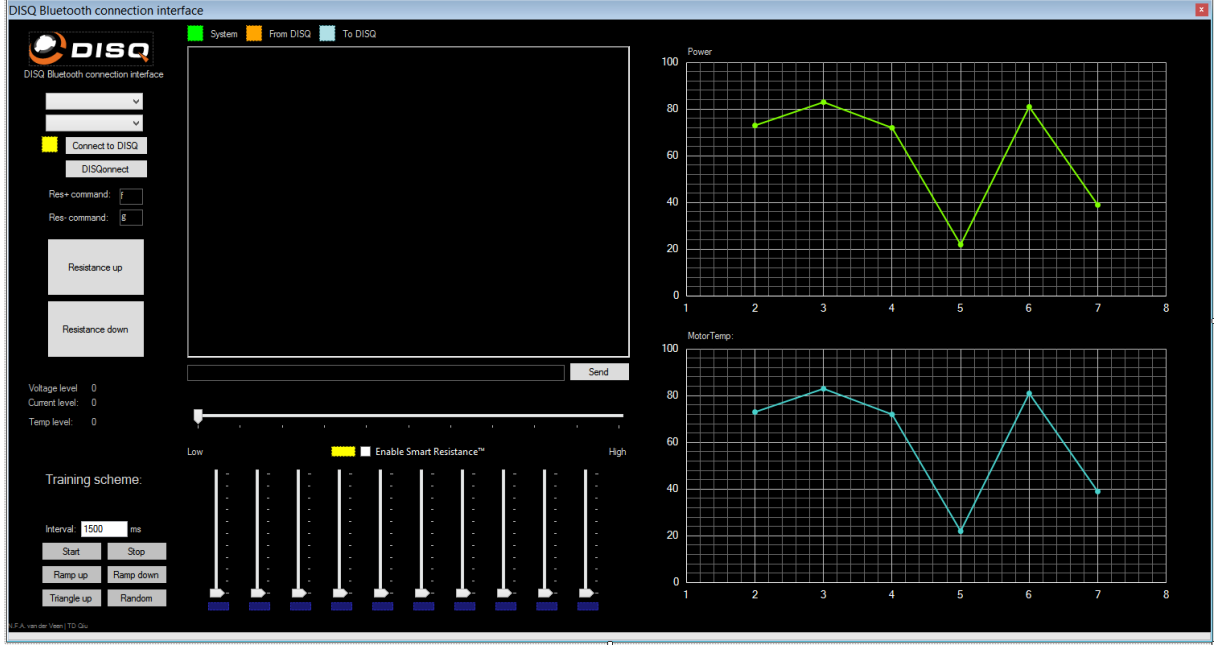 DISQ Bluetooth connection interface
DISQ
DISQ Bluetooth connection interface
Connect to DISQ
DISQonnect
Res+ command: f
Res- command: g
Resistance up
Resistance down
Voltage level 0
Current level: 0
Temp level: 0
Training scheme:
Interval: 1500 ms
Start Stop
Ramp up Ramp down
Triangle up Random
N.F.A. van der Veen | TD Qiu
System From DISQ To DISQ
Send
Low Enable Smart Resistance™ High
Power
100
80
60
40
20
0
1 2 3 4 5 6 7 8
MotorTemp:
100
80
60
40
20
0
1 2 3 4 5 6 7 8